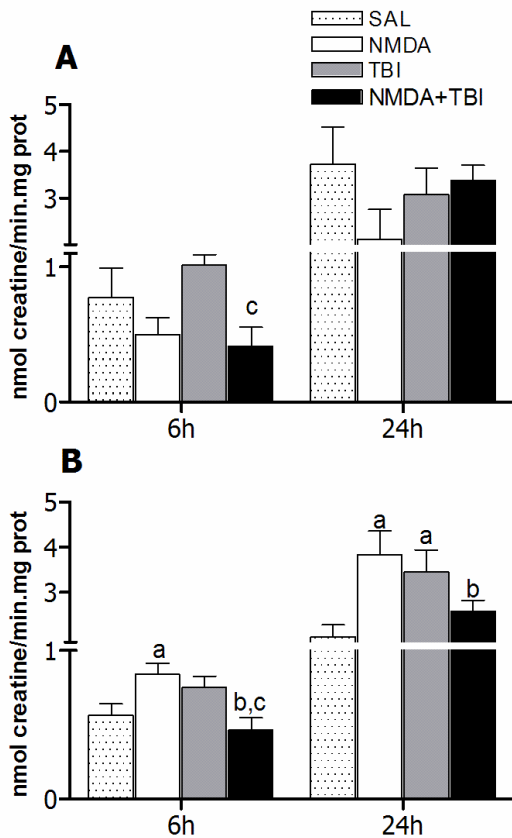 SAL
NMDA
TBI
NMDA+TBI
A
nmol creatine/min.mg prot
5
4
3
1
0
c
6h
24h
B
nmol creatine/min.mg prot
5
4
3
1
0
a
b,c
a
a
b
6h
24h